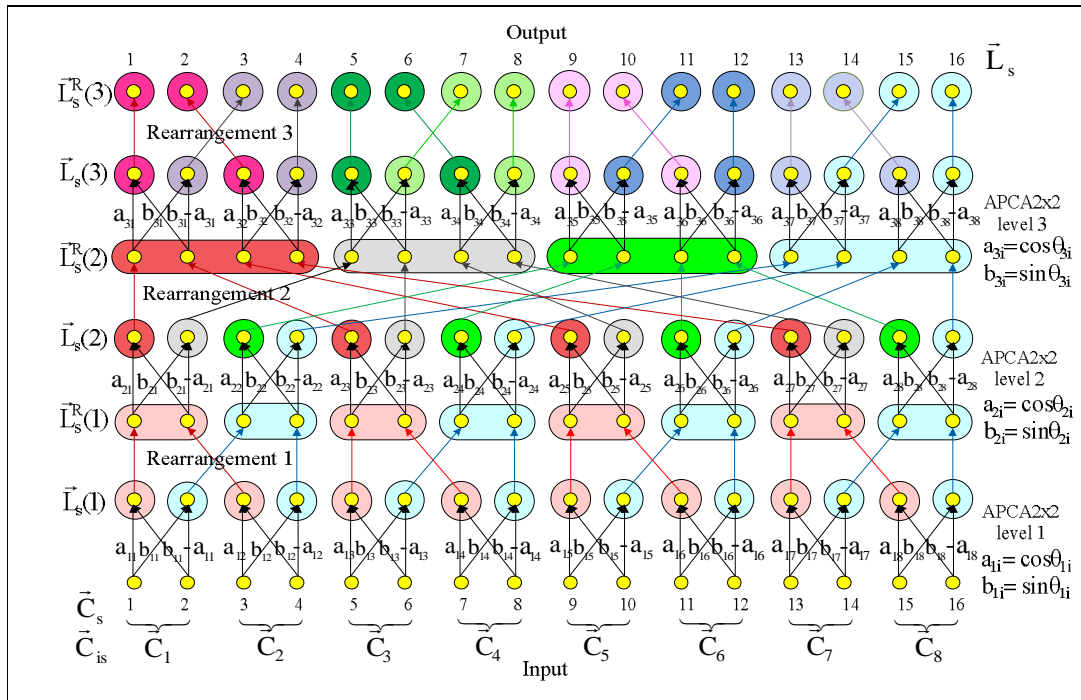 Output
1 2 3 4 5 6 7 8 9 10 11 12 13 14 15 16
L⃗ₛ
L⃗ₛᴿ(3)
Rearrangement 3
L⃗ₛ(3)
a₃₁ b₃₁ b₃₁ -a₃₁ a₃₂ b₃₂ b₃₂ -a₃₂ a₃₃ b₃₃ b₃₃ -a₃₃ a₃₄ b₃₄ b₃₄ -a₃₄ a₃₅ b₃₅ b₃₅ -a₃₅ a₃₆ b₃₆ b₃₆ -a₃₆ a₃₇ b₃₇ b₃₇ -a₃₇ a₃₈ b₃₈ b₃₈ -a₃₈
APCA2x2
level 3
a₃ᵢ=cosθ₃ᵢ
b₃ᵢ=sinθ₃ᵢ
L⃗ₛᴿ(2)
Rearrangement 2
L⃗ₛ(2)
a₂₁ b₂₁ b₂₁ -a₂₁ a₂₂ b₂₂ b₂₂ -a₂₂ a₂₃ b₂₃ b₂₃ -a₂₃ a₂₄ b₂₄ b₂₄ -a₂₄ a₂₅ b₂₅ b₂₅ -a₂₅ a₂₆ b₂₆ b₂₆ -a₂₆ a₂₇ b₂₇ b₂₇ -a₂₇ a₂₈ b₂₈ b₂₈ -a₂₈
APCA2x2
level 2
a₂ᵢ=cosθ₂ᵢ
b₂ᵢ=sinθ₂ᵢ
L⃗ₛᴿ(1)
Rearrangement 1
L⃗ₛ(1)
a₁₁ b₁₁ b₁₁ -a₁₁ a₁₂ b₁₂ b₁₂ -a₁₂ a₁₃ b₁₃ b₁₃ -a₁₃ a₁₄ b₁₄ b₁₄ -a₁₄ a₁₅ b₁₅ b₁₅ -a₁₅ a₁₆ b₁₆ b₁₆ -a₁₆ a₁₇ b₁₇ b₁₇ -a₁₇ a₁₈ b₁₈ b₁₈ -a₁₈
APCA2x2
level 1
a₁ᵢ=cosθ₁ᵢ
b₁ᵢ=sinθ₁ᵢ
C⃗ₛ 1 2 3 4 5 6 7 8 9 10 11 12 13 14 15 16
C⃗ᵢₛ C⃗₁ C⃗₂ C⃗₃ C⃗₄ C⃗₅ C⃗₆ C⃗₇ C⃗₈
Input